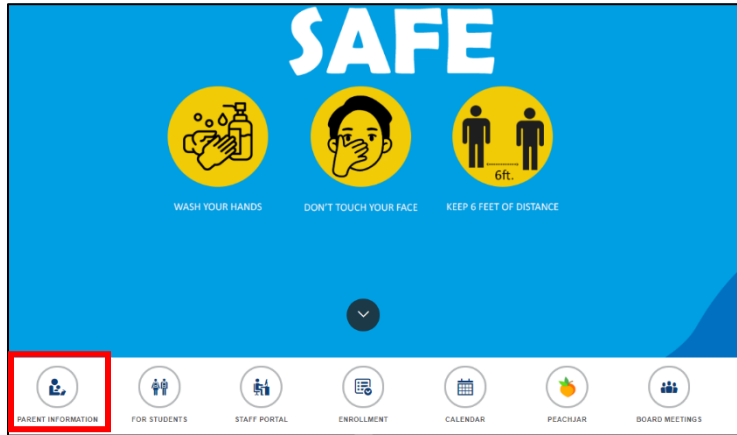 SAFE
6ft.
WASH YOUR HANDS
DON'T TOUCH YOUR FACE
KEEP 6 FEET OF DISTANCE
PARENT INFORMATION
FOR STUDENTS
STAFF PORTAL
ENROLLMENT
CALENDAR
PEACHJAR
BOARD MEETINGS